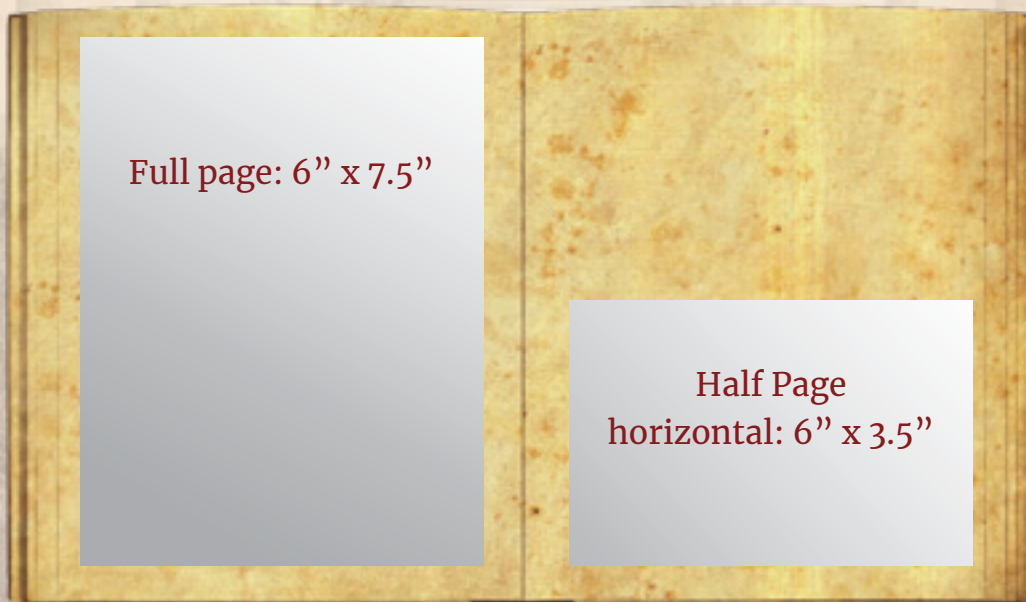 Full page: 6” x 7.5”
Half Page
horizontal: 6” x 3.5”